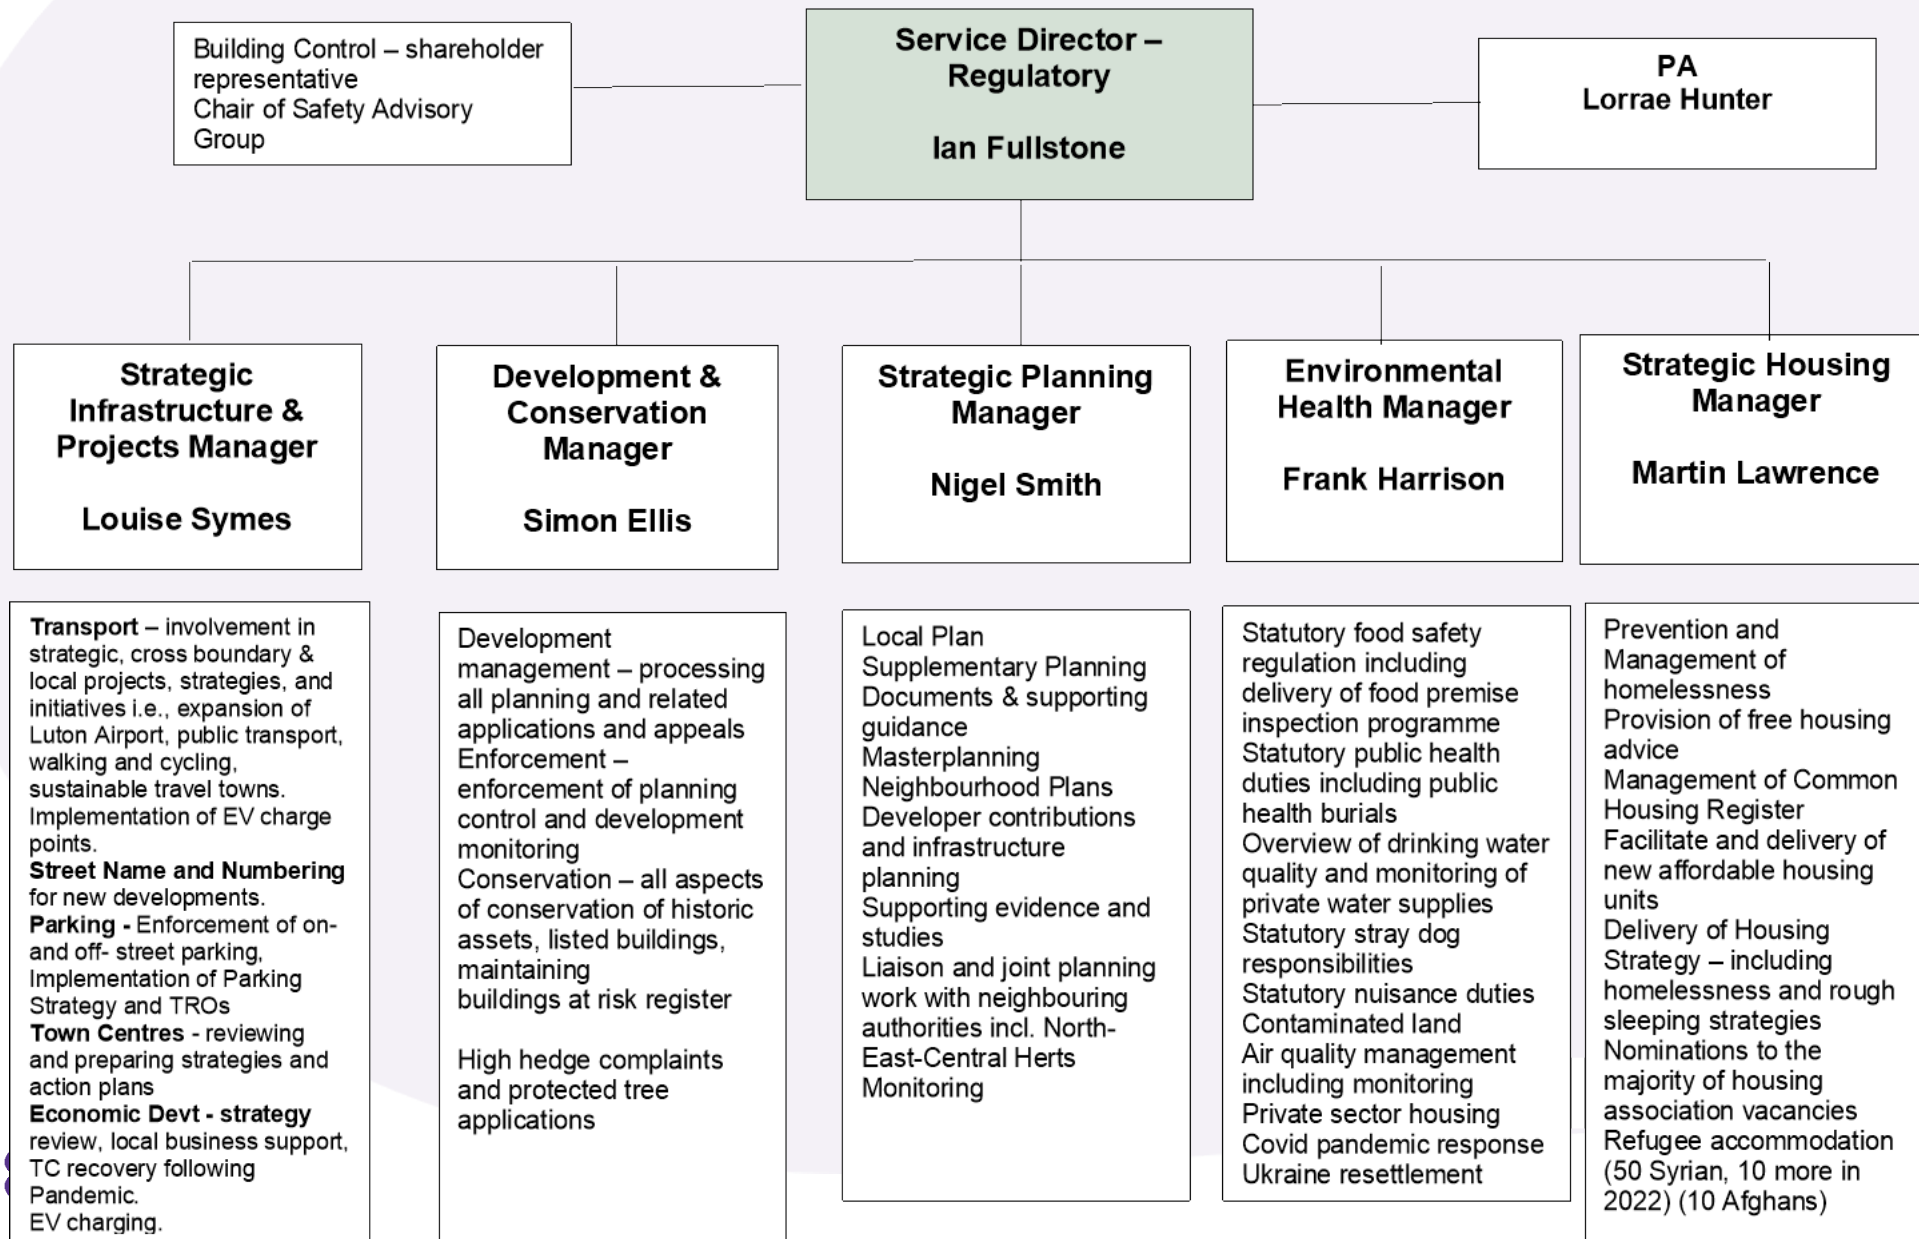 Building Control – shareholder
representative
Chair of Safety Advisory
Group
Service Director –
Regulatory
Ian Fullstone
PA
Lorrae Hunter
Strategic
Infrastructure &
Projects Manager
Louise Symes
Development &
Conservation
Manager
Simon Ellis
Strategic Planning
Manager
Nigel Smith
Environmental
Health Manager
Frank Harrison
Strategic Housing
Manager
Martin Lawrence
Transport – involvement in
strategic, cross boundary &
local projects, strategies, and
initiatives i.e., expansion of
Luton Airport, public transport,
walking and cycling,
sustainable travel towns.
Implementation of EV charge
points.
Street Name and Numbering
for new developments.
Parking - Enforcement of on-
and off- street parking,
Implementation of Parking
Strategy and TROs
Town Centres - reviewing
and preparing strategies and
action plans
Economic Devt - strategy
review, local business support,
TC recovery following
Pandemic.
EV charging.
Development
management – processing
all planning and related
applications and appeals
Enforcement –
enforcement of planning
control and development
monitoring
Conservation – all aspects
of conservation of historic
assets, listed buildings,
maintaining
buildings at risk register
High hedge complaints
and protected tree
applications
Local Plan
Supplementary Planning
Documents & supporting
guidance
Masterplanning
Neighbourhood Plans
Developer contributions
and infrastructure
planning
Supporting evidence and
studies
Liaison and joint planning
work with neighbouring
authorities incl. North-
East-Central Herts
Monitoring
Statutory food safety
regulation including
delivery of food premise
inspection programme
Statutory public health
duties including public
health burials
Overview of drinking water
quality and monitoring of
private water supplies
Statutory stray dog
responsibilities
Statutory nuisance duties
Contaminated land
Air quality management
including monitoring
Private sector housing
Covid pandemic response
Ukraine resettlement
Prevention and
Management of
homelessness
Provision of free housing
advice
Management of Common
Housing Register
Facilitate and delivery of
new affordable housing
units
Delivery of Housing
Strategy – including
homelessness and rough
sleeping strategies
Nominations to the
majority of housing
association vacancies
Refugee accommodation
(50 Syrian, 10 more in
2022) (10 Afghans)